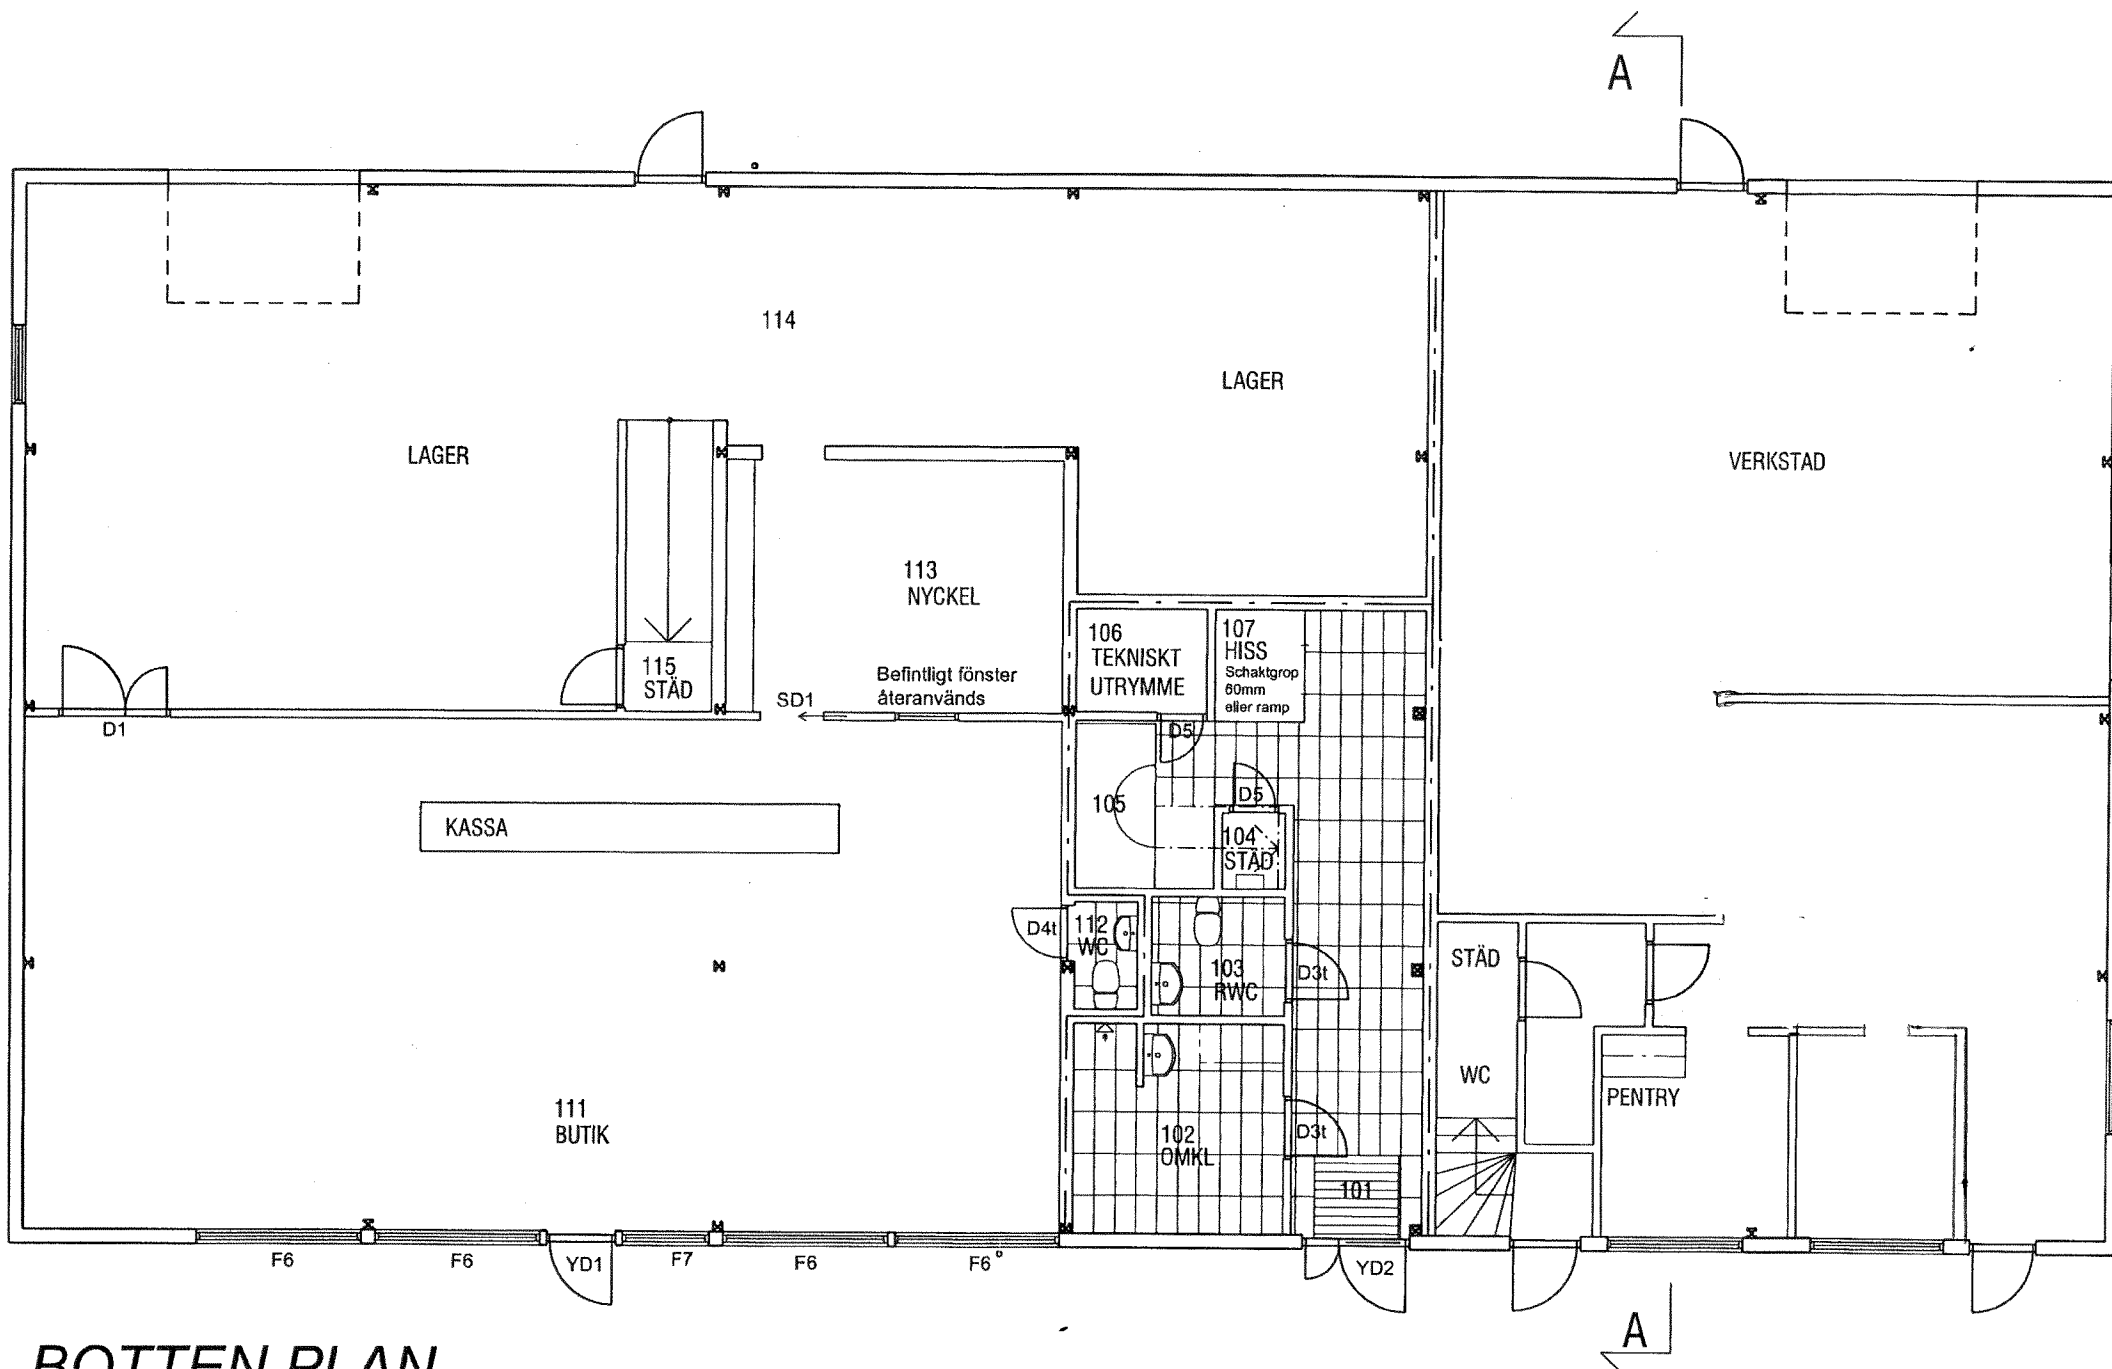 A
114
LAGER
LAGER
VERKSTAD
113
NYCKEL
106
TEKNISKT
UTRYMME
107
HISS
Schaktgrop
60mm
eller ramp
115
STÄD
Befintligt fönster
återanvänds
SD1
D1
D5
D5
105
KASSA
104
STÄD
D4t
112
WC
103
RWC
D3t
STÄD
WC
PENTRY
111
BUTIK
102
OMKL
D3t
101
F6
F6
YD1
F7
F6
F6
YD2
A
BOTTEN PLAN